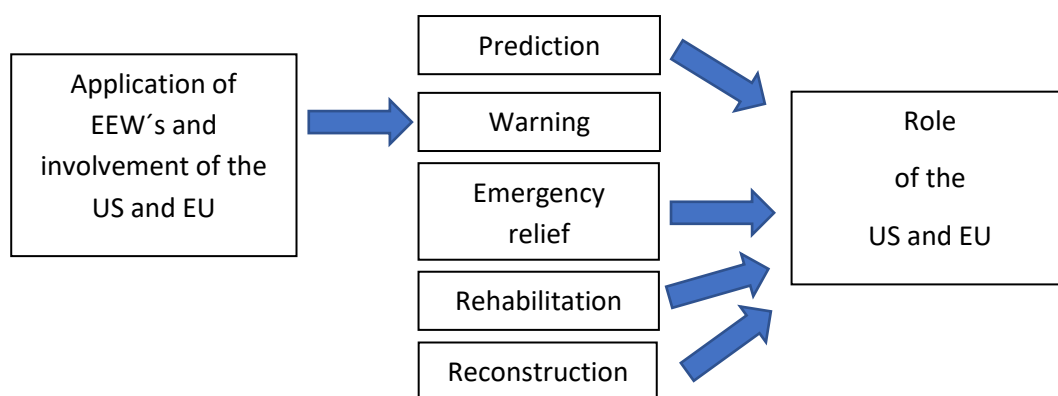 Application of
EEW´s and
involvement of the
US and EU
Prediction
Warning
Emergency
relief
Rehabilitation
Reconstruction
Role
of the
US and EU